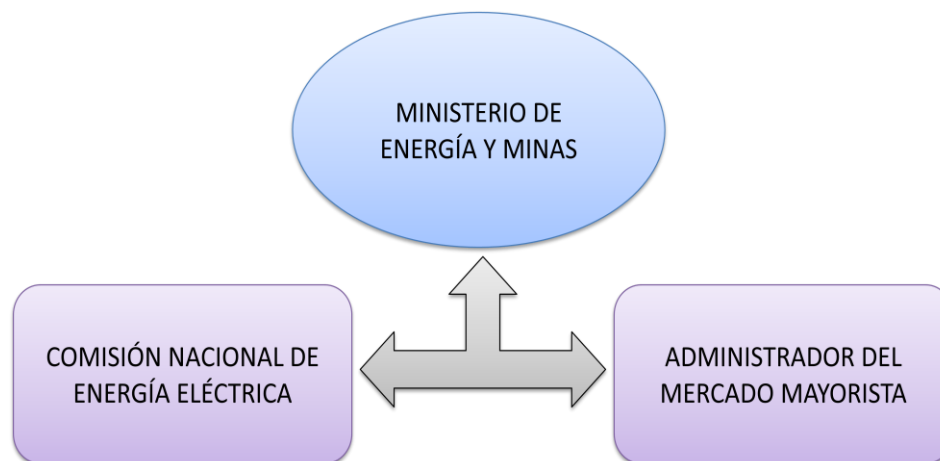 MINISTERIO DE
ENERGÍA Y MINAS
COMISIÓN NACIONAL DE
ENERGÍA ELÉCTRICA
ADMINISTRADOR DEL
MERCADO MAYORISTA